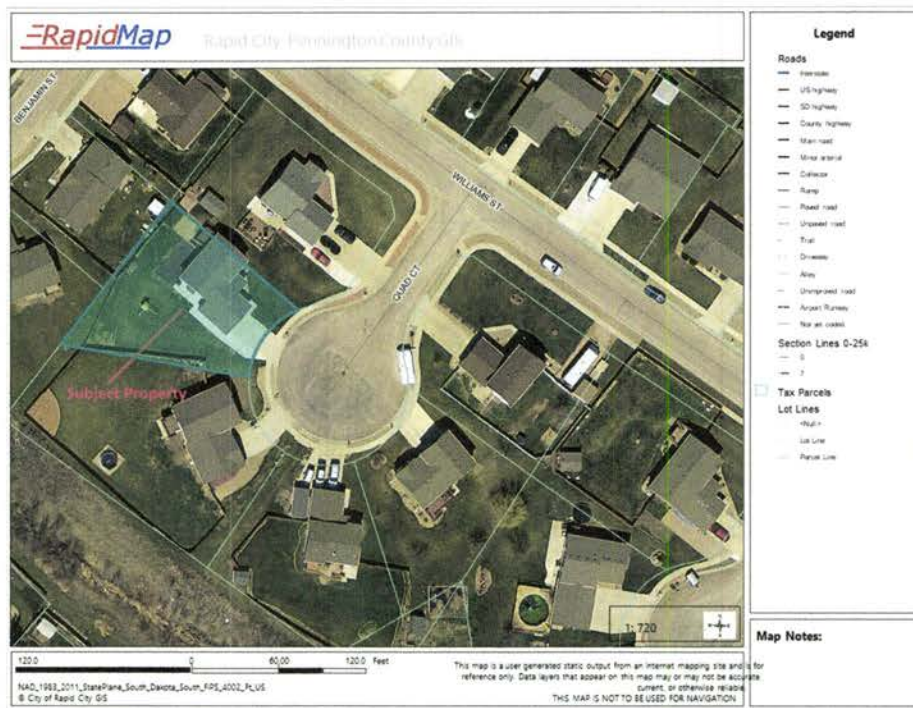 RapidMap
Rapid City-Pennington County GIS
Legend
Roads
Interstate
US highway
SD highway
County highway
Main road
Minor arterial
Collector
Ramp
Paved road
Unpaved road
Trail
Driveway
Alley
Unimproved road
Airport Runway
Not yet coded
Section Lines 0-25k
0
7
Tax Parcels
Lot Lines
<Null>
Lot Line
Parcel Line
BENJAMIN ST
WILLIAMS ST
QUAD CT
Subject Property
1: 720
Map Notes:
120.0 0 60.00 120.0 Feet
NAD_1983_2011_StatePlane_South_Dakota_South_FIPS_4002_Ft_US
© City of Rapid City GIS
This map is a user generated static output from an internet mapping site and is for
reference only. Data layers that appear on this map may or may not be accurate,
current, or otherwise reliable.
THIS MAP IS NOT TO BE USED FOR NAVIGATION